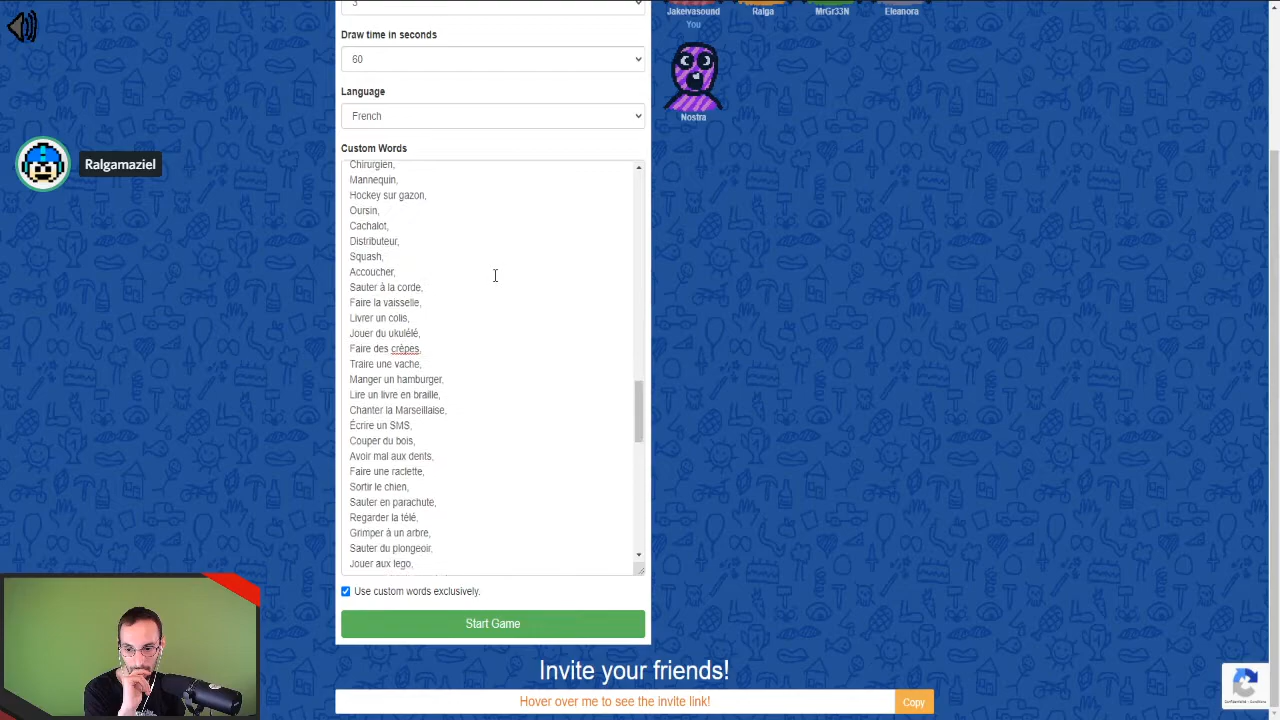 3
Jakeivasound
Ralga
MrGr33N
Eleanora
You
Draw time in seconds
60
Language
French
Nostra
Ralgamaziel
Custom Words
Chirurgien,
Mannequin,
Hockey sur gazon,
Oursin,
Cachalot,
Distributeur,
Squash,
Accoucher,
Sauter à la corde,
Faire la vaisselle,
Livrer un colis,
Jouer du ukulélé,
Faire des crêpes,
Traire une vache,
Manger un hamburger,
Lire un livre en braille,
Chanter la Marseillaise,
Écrire un SMS,
Couper du bois,
Avoir mal aux dents,
Faire une raclette,
Sortir le chien,
Sauter en parachute,
Regarder la télé,
Grimper à un arbre,
Sauter du plongeoir,
Jouer aux lego,
Use custom words exclusively.
Start Game
Invite your friends!
Hover over me to see the invite link!
Copy